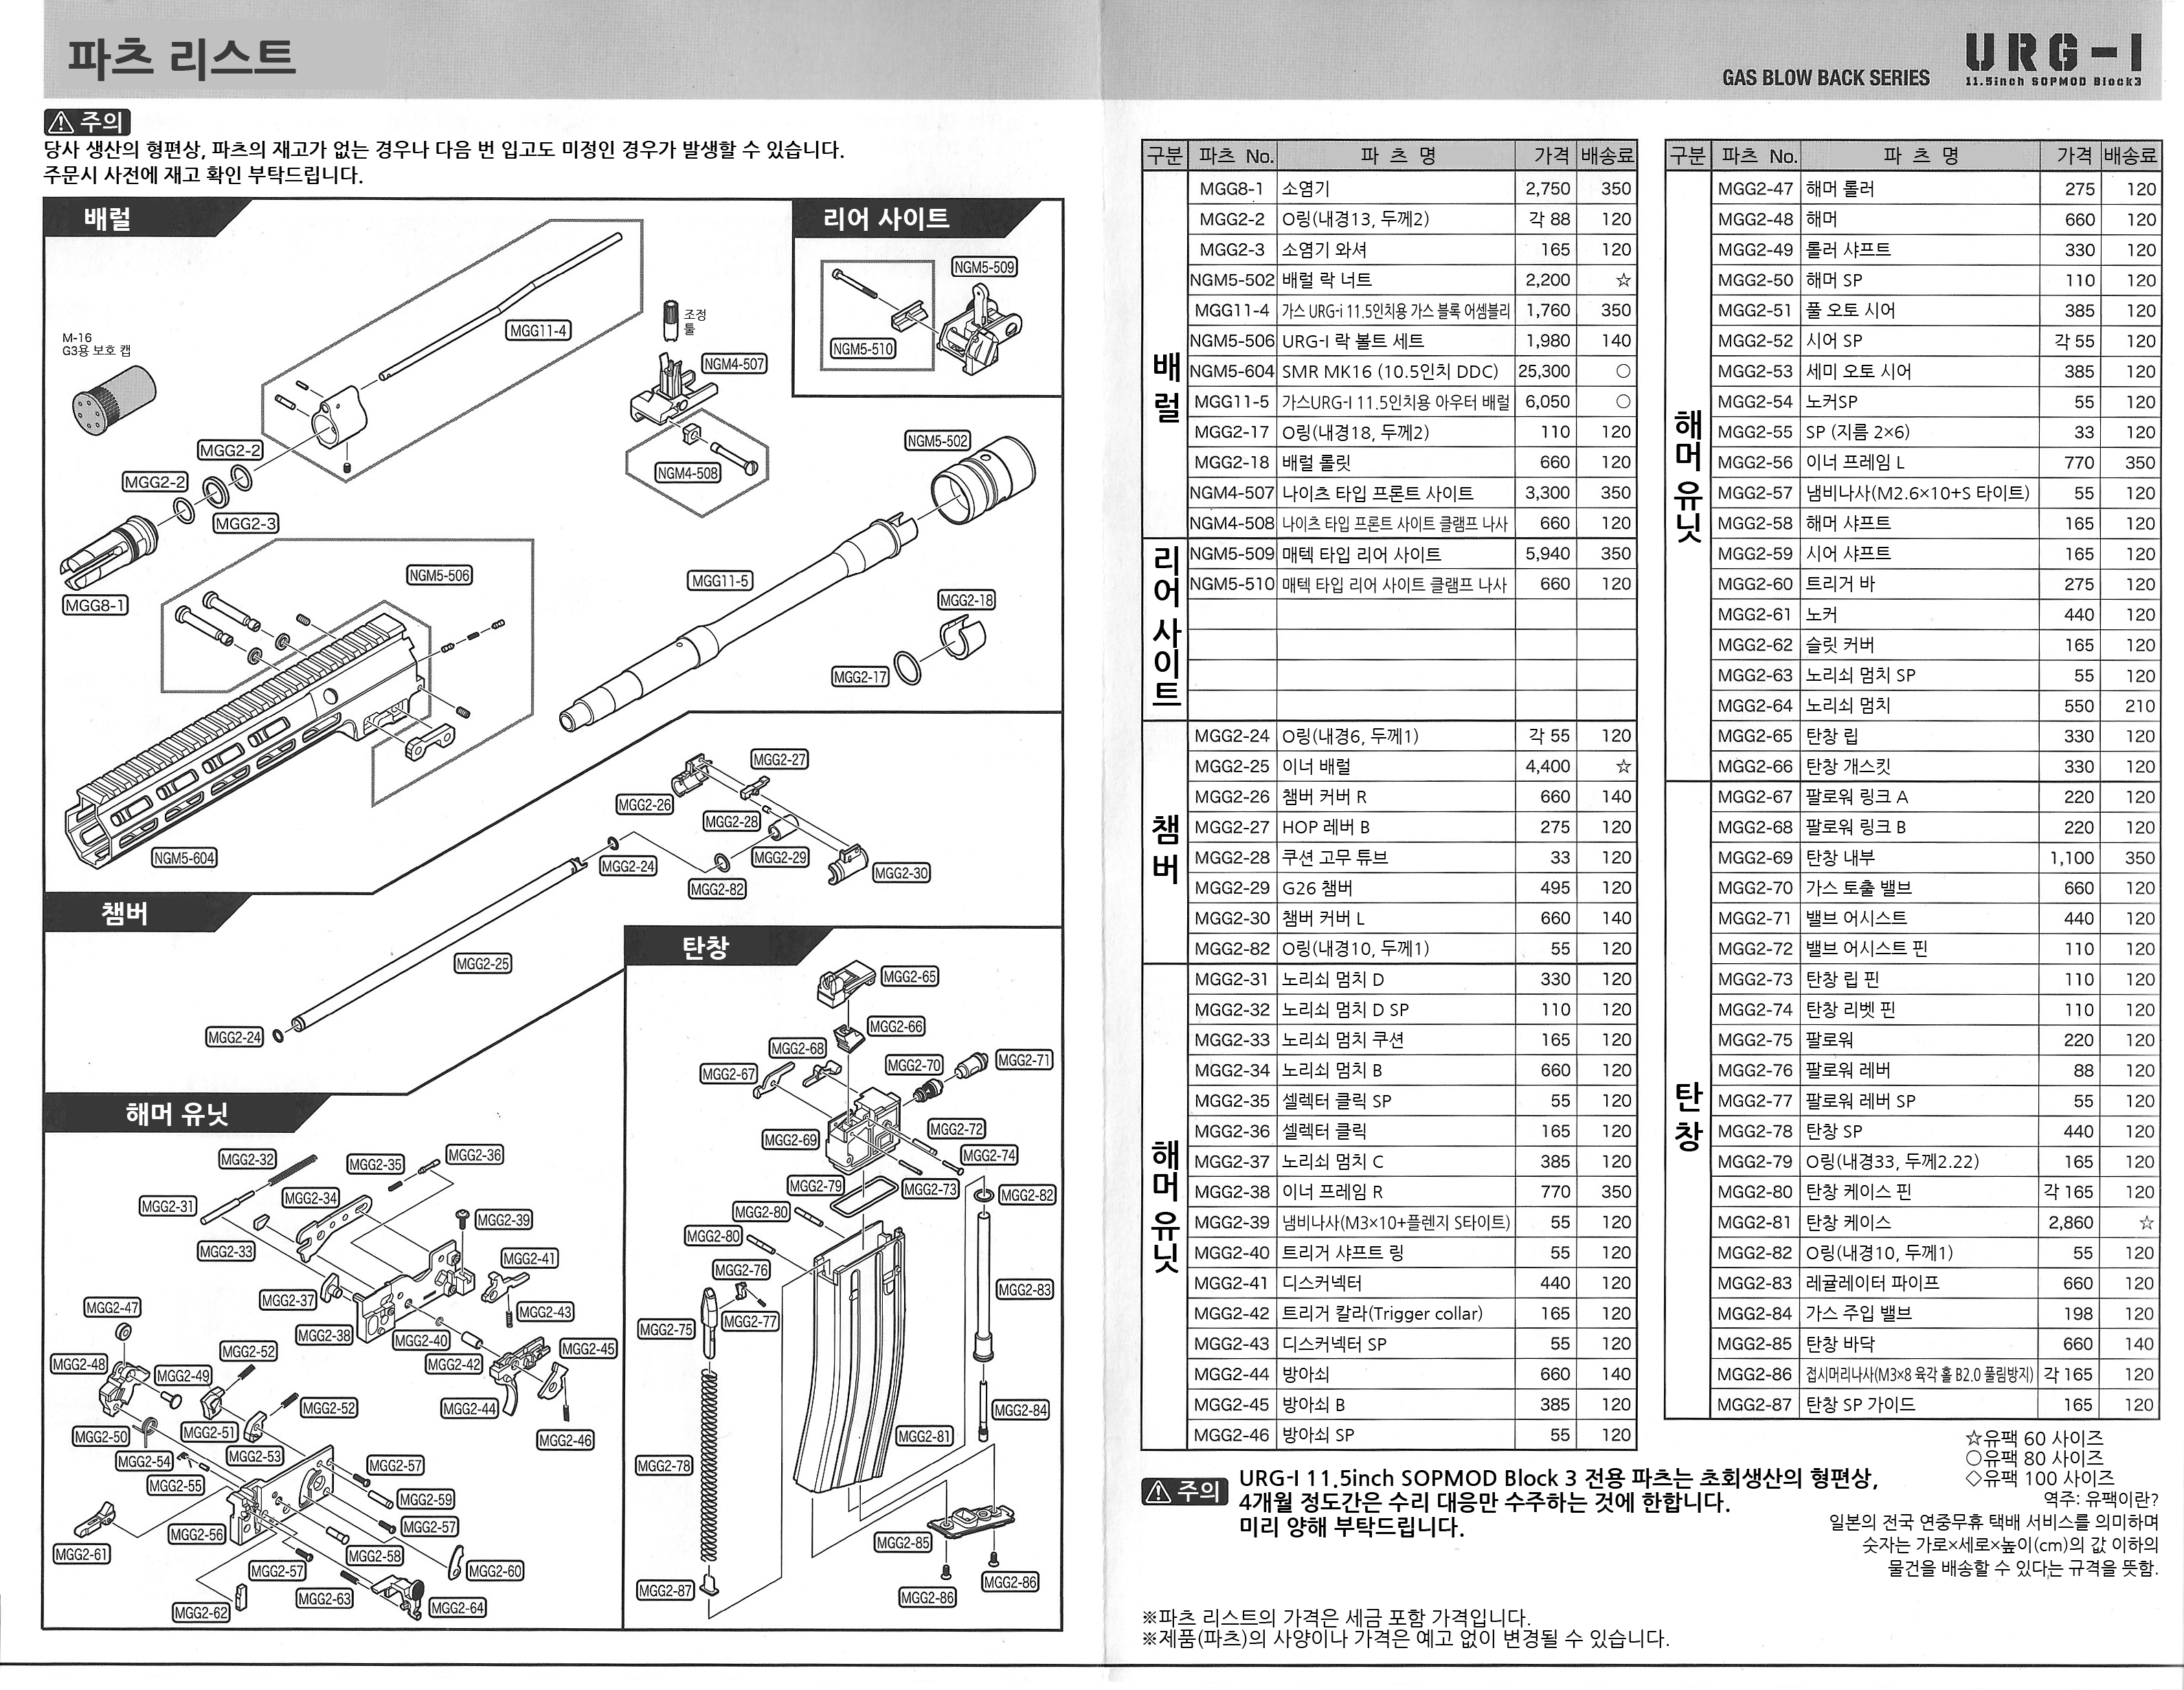 파츠 리스트
GAS BLOW BACK SERIES
URG-I
11.5inch SOPMOD Block3
주의
당사 생산의 형편상, 파츠의 재고가 없는 경우나 다음 번 입고도 미정인 경우가 발생할 수 있습니다.
주문시 사전에 재고 확인 부탁드립니다.
배럴
M-16
G3용 보호 캡
MGG11-4
조정
툴
NGM4-507
NGM4-508
MGG2-2
MGG2-2
MGG2-3
MGG8-1
NGM5-506
NGM5-502
MGG11-5
MGG2-18
MGG2-17
NGM5-604
리어 사이트
NGM5-509
NGM5-510
챔버
MGG2-27
MGG2-26
MGG2-28
MGG2-29
MGG2-24
MGG2-30
MGG2-82
MGG2-25
MGG2-24
해머 유닛
MGG2-32
MGG2-35
MGG2-36
MGG2-31
MGG2-34
MGG2-39
MGG2-33
MGG2-41
MGG2-37
MGG2-47
MGG2-43
MGG2-38
MGG2-40
MGG2-52
MGG2-42
MGG2-45
MGG2-48
MGG2-49
MGG2-44
MGG2-52
MGG2-51
MGG2-50
MGG2-46
MGG2-53
MGG2-54
MGG2-57
MGG2-55
MGG2-59
MGG2-57
MGG2-56
MGG2-61
MGG2-58
MGG2-57
MGG2-60
MGG2-63
MGG2-64
MGG2-62
탄창
MGG2-65
MGG2-66
MGG2-68
MGG2-71
MGG2-70
MGG2-67
MGG2-72
MGG2-69
MGG2-74
MGG2-79
MGG2-73
MGG2-82
MGG2-80
MGG2-80
MGG2-76
MGG2-83
MGG2-77
MGG2-75
MGG2-84
MGG2-81
MGG2-78
MGG2-85
MGG2-86
MGG2-87
MGG2-86
구분 파츠 No. 파 츠 명 가격 배송료
배럴
MGG8-1 소염기 2,750 350
MGG2-2 O링(내경13, 두께2) 각 88 120
MGG2-3 소염기 와셔 165 120
NGM5-502 배럴 락 너트 2,200 ☆
MGG11-4 가스 URG-i 11.5인치용 가스 블록 어셈블리 1,760 350
NGM5-506 URG-I 락 볼트 세트 1,980 140
NGM5-604 SMR MK16 (10.5인치 DDC) 25,300 ○
MGG11-5 가스URG-I 11.5인치용 아우터 배럴 6,050 ○
MGG2-17 O링(내경18, 두께2) 110 120
MGG2-18 배럴 롤릿 660 120
NGM4-507 나이츠 타입 프론트 사이트 3,300 350
NGM4-508 나이츠 타입 프론트 사이트 클램프 나사 660 120
리어 사이트
NGM5-509 매텍 타입 리어 사이트 5,940 350
NGM5-510 매텍 타입 리어 사이트 클램프 나사 660 120
챔버
MGG2-24 O링(내경6, 두께1) 각 55 120
MGG2-25 이너 배럴 4,400 ☆
MGG2-26 챔버 커버 R 660 140
MGG2-27 HOP 레버 B 275 120
MGG2-28 쿠션 고무 튜브 33 120
MGG2-29 G26 챔버 495 120
MGG2-30 챔버 커버 L 660 140
MGG2-82 O링(내경10, 두께1) 55 120
해머 유닛
MGG2-31 노리쇠 멈치 D 330 120
MGG2-32 노리쇠 멈치 D SP 110 120
MGG2-33 노리쇠 멈치 쿠션 165 120
MGG2-34 노리쇠 멈치 B 660 120
MGG2-35 셀렉터 클릭 SP 55 120
MGG2-36 셀렉터 클릭 165 120
MGG2-37 노리쇠 멈치 C 385 120
MGG2-38 이너 프레임 R 770 350
MGG2-39 냄비나사(M3×10+플렌지 S타이트) 55 120
MGG2-40 트리거 샤프트 링 55 120
MGG2-41 디스커넥터 440 120
MGG2-42 트리거 칼라(Trigger collar) 165 120
MGG2-43 디스커넥터 SP 55 120
MGG2-44 방아쇠 660 140
MGG2-45 방아쇠 B 385 120
MGG2-46 방아쇠 SP 55 120
구분 파츠 No. 파 츠 명 가격 배송료
해머 유닛
MGG2-47 해머 롤러 275 120
MGG2-48 해머 660 120
MGG2-49 롤러 샤프트 330 120
MGG2-50 해머 SP 110 120
MGG2-51 풀 오토 시어 385 120
MGG2-52 시어 SP 각 55 120
MGG2-53 세미 오토 시어 385 120
MGG2-54 노커SP 55 120
MGG2-55 SP (지름 2×6) 33 120
MGG2-56 이너 프레임 L 770 350
MGG2-57 냄비나사(M2.6×10+S 타이트) 55 120
MGG2-58 해머 샤프트 165 120
MGG2-59 시어 샤프트 165 120
MGG2-60 트리거 바 275 120
MGG2-61 노커 440 120
MGG2-62 슬릿 커버 165 120
MGG2-63 노리쇠 멈치 SP 55 120
MGG2-64 노리쇠 멈치 550 210
MGG2-65 탄창 립 330 120
MGG2-66 탄창 개스킷 330 120
탄창
MGG2-67 팔로워 링크 A 220 120
MGG2-68 팔로워 링크 B 220 120
MGG2-69 탄창 내부 1,100 350
MGG2-70 가스 토출 밸브 660 120
MGG2-71 밸브 어시스트 440 120
MGG2-72 밸브 어시스트 핀 110 120
MGG2-73 탄창 립 핀 110 120
MGG2-74 탄창 리벳 핀 110 120
MGG2-75 팔로워 220 120
MGG2-76 팔로워 레버 88 120
MGG2-77 팔로워 레버 SP 55 120
MGG2-78 탄창 SP 440 120
MGG2-79 O링(내경33, 두께2.22) 165 120
MGG2-80 탄창 케이스 핀 각 165 120
MGG2-81 탄창 케이스 2,860 ☆
MGG2-82 O링(내경10, 두께1) 55 120
MGG2-83 레귤레이터 파이프 660 120
MGG2-84 가스 주입 밸브 198 120
MGG2-85 탄창 바닥 660 140
MGG2-86 접시머리나사(M3×8 육각 홀 B2.0 풀림방지) 각 165 120
MGG2-87 탄창 SP 가이드 165 120
주의
URG-I 11.5inch SOPMOD Block 3 전용 파츠는 초회생산의 형편상,
4개월 정도간은 수리 대응만 수주하는 것에 한합니다.
미리 양해 부탁드립니다.
☆유팩 60 사이즈
○유팩 80 사이즈
◇유팩 100 사이즈
역주: 유팩이란?
일본의 전국 연중무휴 택배 서비스를 의미하며
숫자는 가로×세로×높이(cm)의 값 이하의
물건을 배송할 수 있다는 규격을 뜻함.
※파츠 리스트의 가격은 세금 포함 가격입니다.
※제품(파츠)의 사양이나 가격은 예고 없이 변경될 수 있습니다.